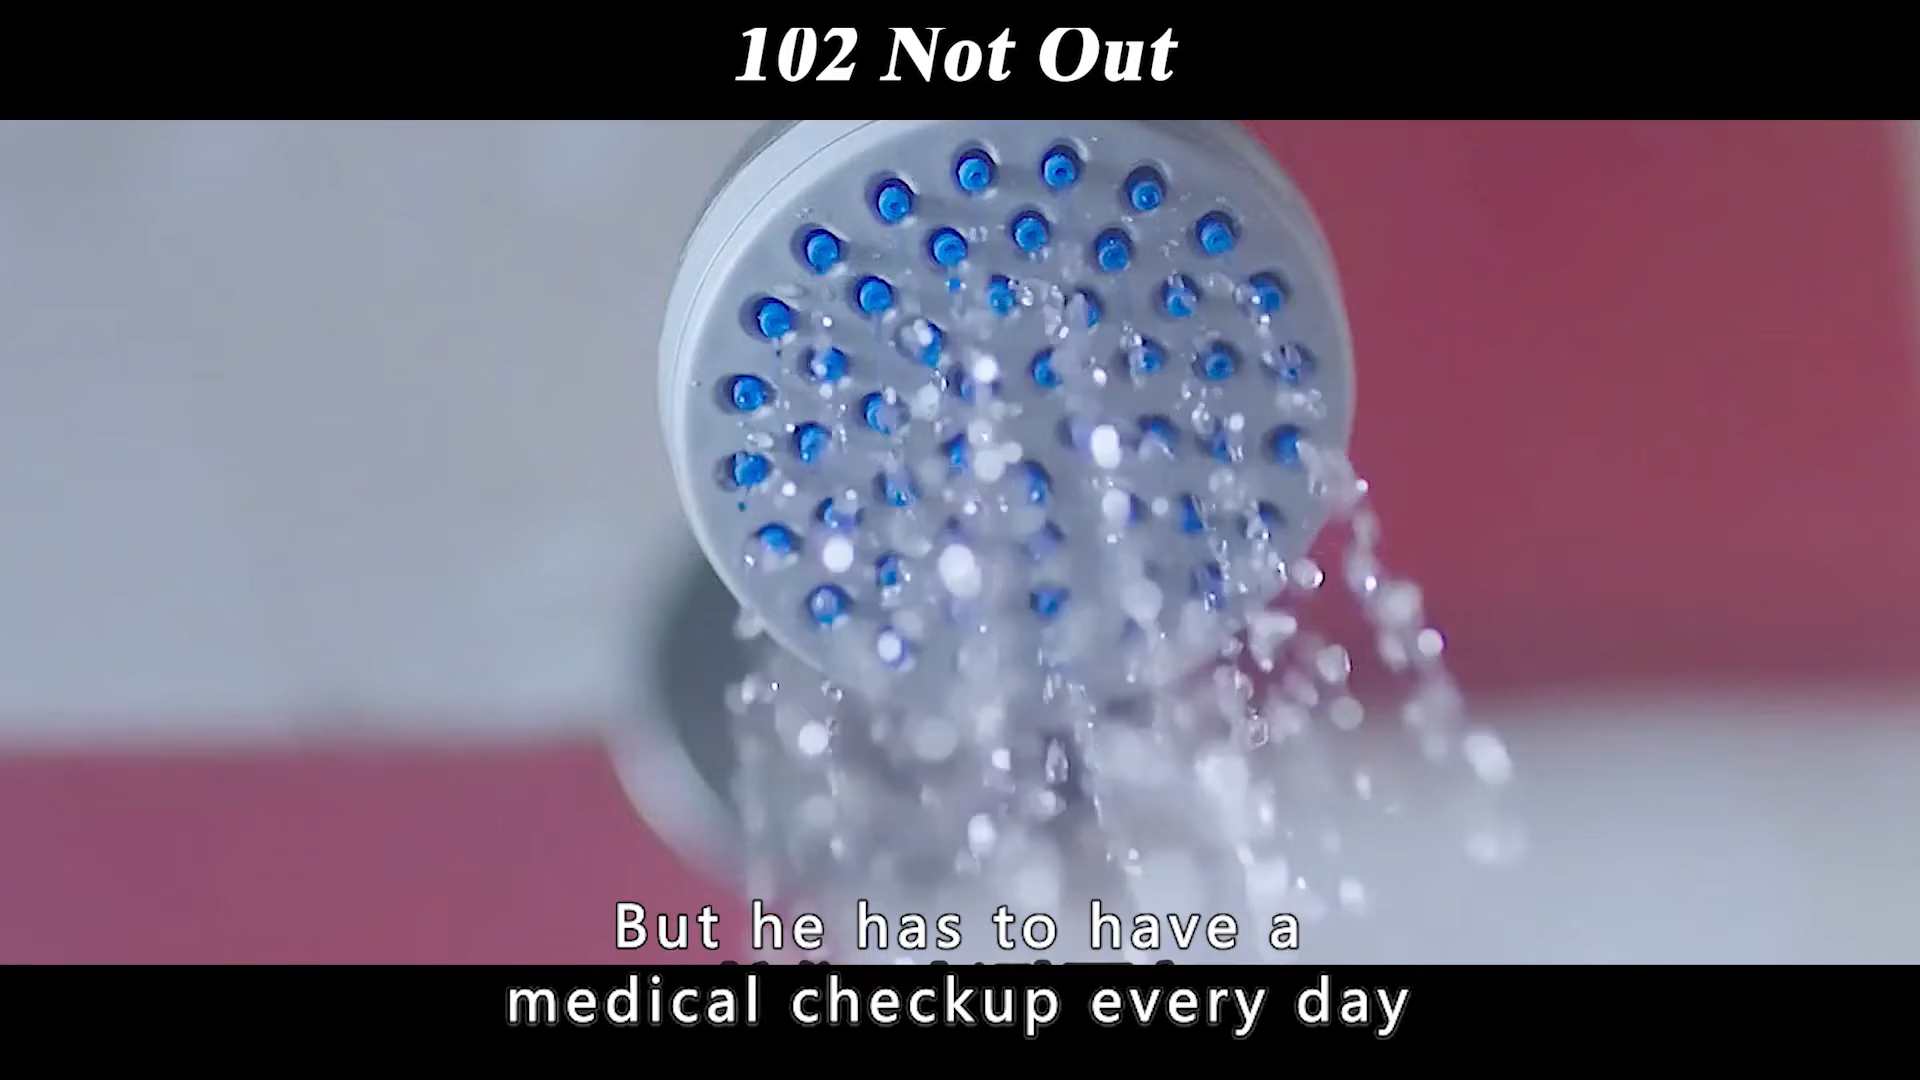 102 Not Out
But he has to have a
medical checkup every day